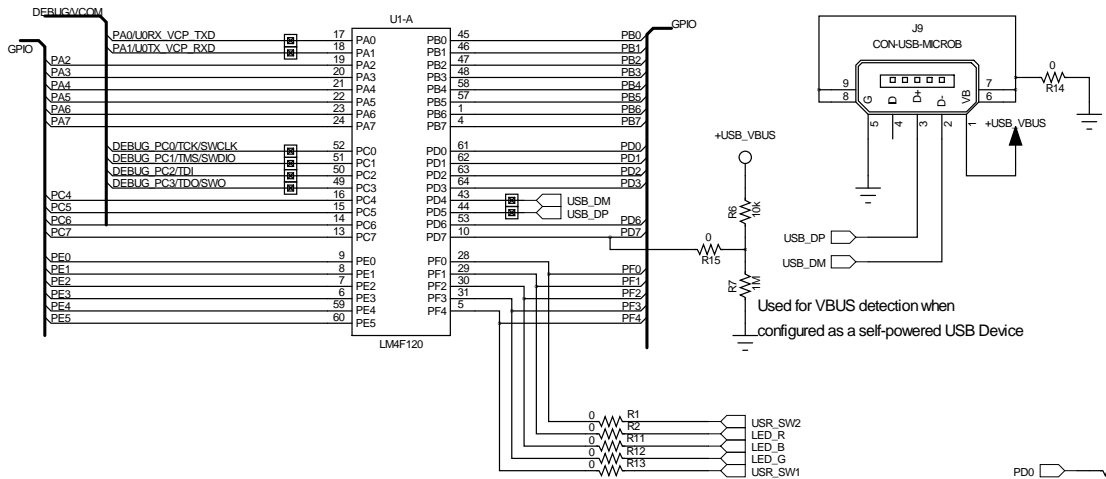 DEBUG/VCOM
GPIO
U1-A
PA0/U0RX_VCP_TXD 17 PA0 PB0 45 PB0
PA1/U0TX_VCP_RXD 18 PA1 PB1 46 PB1
PA2 19 PA2 PB2 47 PB2
PA3 20 PA3 PB3 48 PB3
PA4 21 PA4 PB4 58 PB4
PA5 22 PA5 PB5 57 PB5
PA6 23 PA6 PB6 1 PB6
PA7 24 PA7 PB7 4 PB7
DEBUG_PC0/TCK/SWCLK 52 PC0 PD0 61 PD0
DEBUG_PC1/TMS/SWDIO 51 PC1 PD1 62 PD1
DEBUG_PC2/TDI 50 PC2 PD2 63 PD2
DEBUG_PC3/TDO/SWO 49 PC3 PD3 64 PD3
PC4 16 PC4 PD4 43 USB_DM
PC5 15 PC5 PD5 44 USB_DP
PC6 14 PC6 PD6 53 PD6
PC7 13 PC7 PD7 10 PD7
PE0 9 PE0 PF0 28 PF0
PE1 8 PE1 PF1 29 PF1
PE2 7 PE2 PF2 30 PF2
PE3 6 PE3 PF3 31 PF3
PE4 59 PE4 PF4 5 PF4
PE5 60 PE5
LM4F120
GPIO
J9
CON-USB-MICROB
9 8 7 6
G ID D+ D- VB
5 4 3 2 1
0
R14
+USB_VBUS
+USB_VBUS
R6
10k
0
R15
R7
1M
USB_DP
USB_DM
Used for VBUS detection when
configured as a self-powered USB Device
0 R1 USR_SW2
0 R2 LED_R
0 R11 LED_B
0 R12 LED_G
0 R13 USR_SW1
PD0